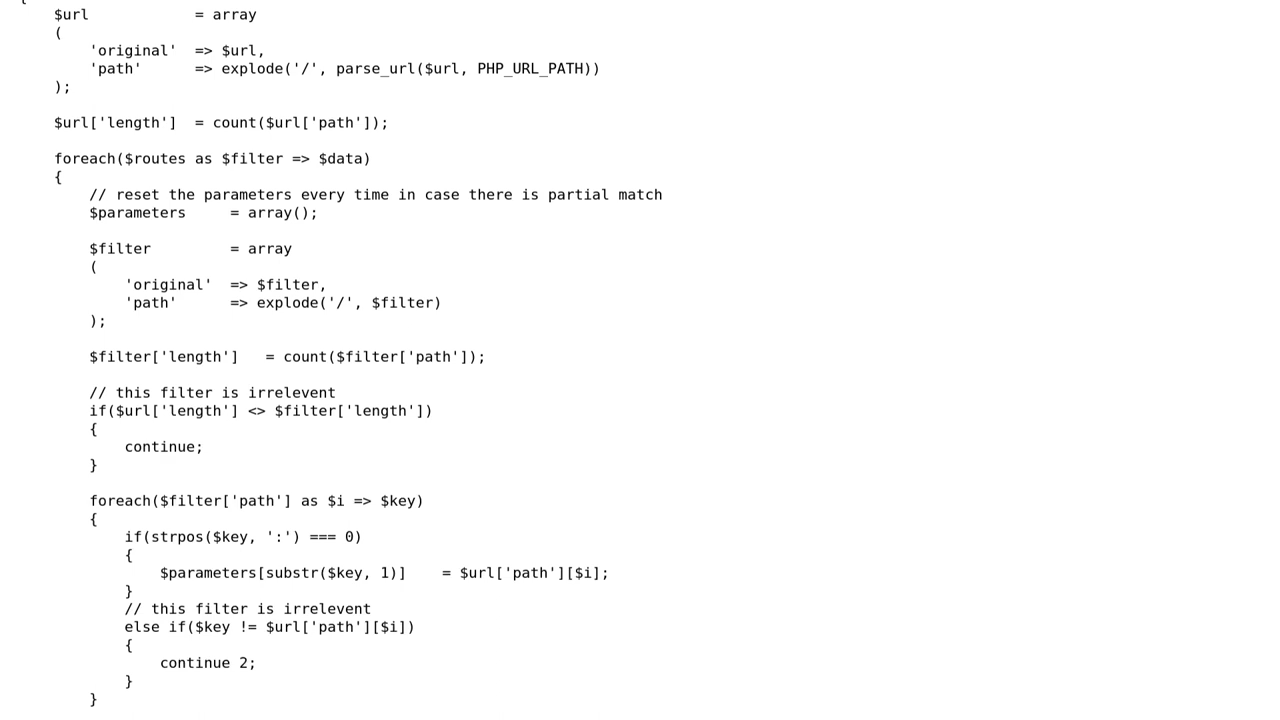 {
    $url            = array
    (
        'original'  => $url,
        'path'      => explode('/', parse_url($url, PHP_URL_PATH))
    );

    $url['length']  = count($url['path']);

    foreach($routes as $filter => $data)
    {
        // reset the parameters every time in case there is partial match
        $parameters     = array();

        $filter         = array
        (
            'original'  => $filter,
            'path'      => explode('/', $filter)
        );

        $filter['length']   = count($filter['path']);

        // this filter is irrelevent
        if($url['length'] <> $filter['length'])
        {
            continue;
        }

        foreach($filter['path'] as $i => $key)
        {
            if(strpos($key, ':') === 0)
            {
                $parameters[substr($key, 1)]    = $url['path'][$i];
            }
            // this filter is irrelevent
            else if($key != $url['path'][$i])
            {
                continue 2;
            }
        }